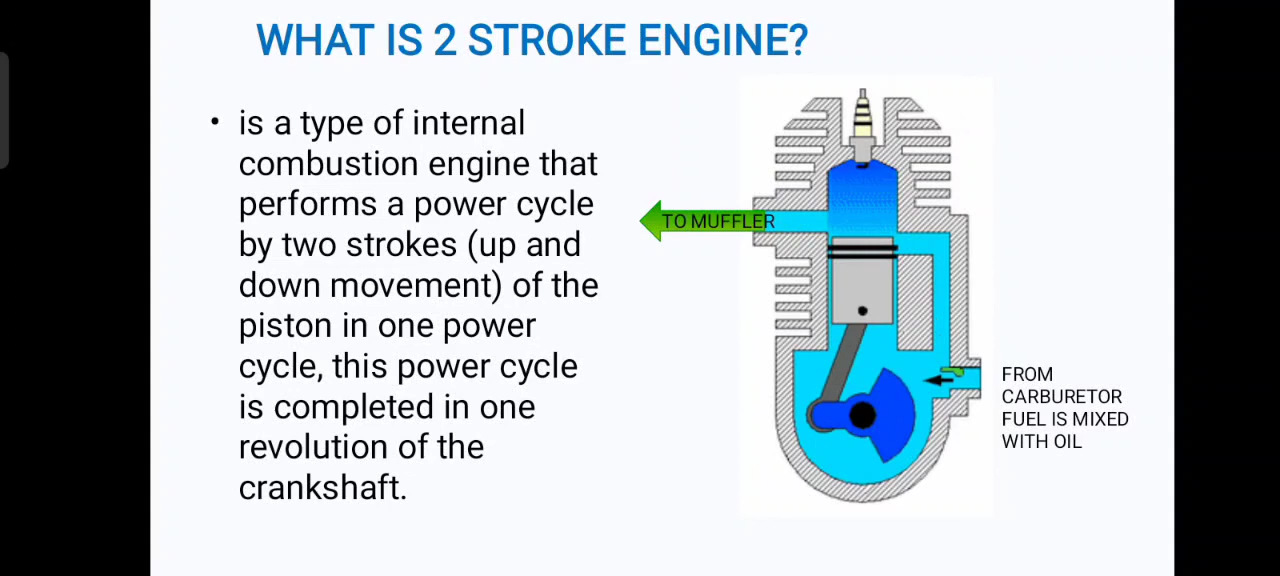 WHAT IS 2 STROKE ENGINE?
• is a type of internal
combustion engine that
performs a power cycle
by two strokes (up and
down movement) of the
piston in one power
cycle, this power cycle
is completed in one
revolution of the
crankshaft.
TO MUFFLER
FROM
CARBURETOR
FUEL IS MIXED
WITH OIL